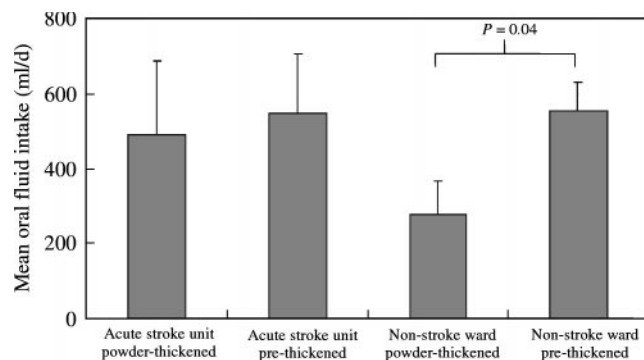 800
P = 0.04
600
400
200
0
Mean oral fluid intake (ml/d)
Acute stroke unit
powder-thickened
Acute stroke unit
pre-thickened
Non-stroke ward
powder-thickened
Non-stroke ward
pre-thickened